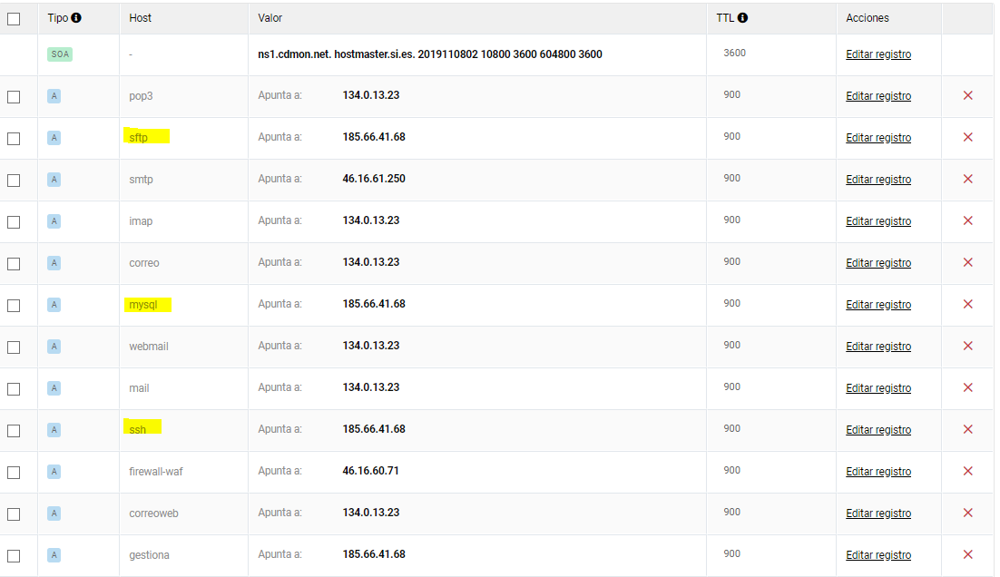 Tipo Host Valor TTL Acciones
SOA - ns1.cdmon.net. hostmaster.si.es. 2019110802 10800 3600 604800 3600 3600 Editar registro
A pop3 Apunta a: 134.0.13.23 900 Editar registro
A sftp Apunta a: 185.66.41.68 900 Editar registro
A smtp Apunta a: 46.16.61.250 900 Editar registro
A imap Apunta a: 134.0.13.23 900 Editar registro
A correo Apunta a: 134.0.13.23 900 Editar registro
A mysql Apunta a: 185.66.41.68 900 Editar registro
A webmail Apunta a: 134.0.13.23 900 Editar registro
A mail Apunta a: 134.0.13.23 900 Editar registro
A ssh Apunta a: 185.66.41.68 900 Editar registro
A firewall-waf Apunta a: 46.16.60.71 900 Editar registro
A correoweb Apunta a: 134.0.13.23 900 Editar registro
A gestiona Apunta a: 185.66.41.68 900 Editar registro